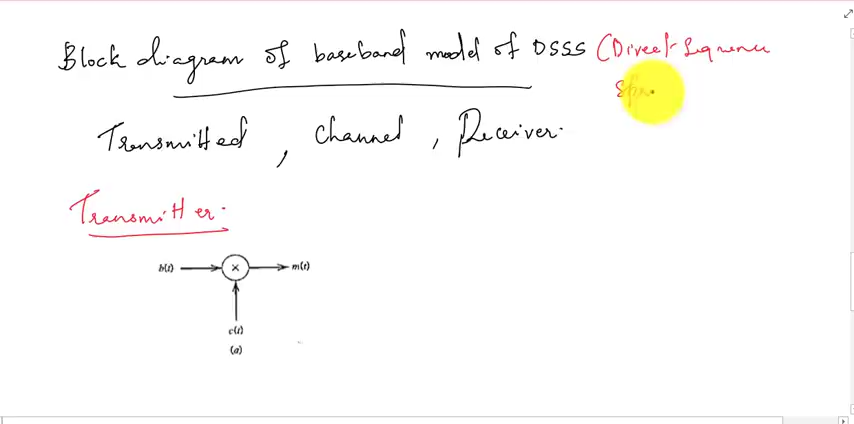 Block diagram of baseband model of DSSS (Direct Sequence
Transmitted, Channel, Receiver.
Transmitter:
b(t) × m(t)
c(t)
(a)